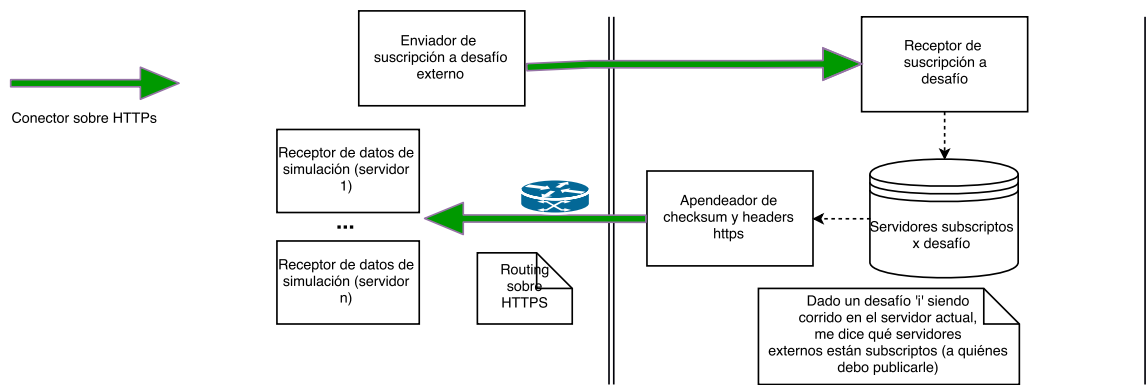 Enviador de
suscripción a desafío
externo
Receptor de
suscripción a
desafío
Conector sobre HTTPs
Receptor de datos de
simulación (servidor
1)
...
Receptor de datos de
simulación (servidor
n)
Routing
sobre
HTTPS
Apendeador de
checksum y headers
https
Servidores subscriptos
x desafío
Dado un desafío 'i' siendo
corrido en el servidor actual,
me dice qué servidores
externos están subscriptos (a quiénes
debo publicarle)